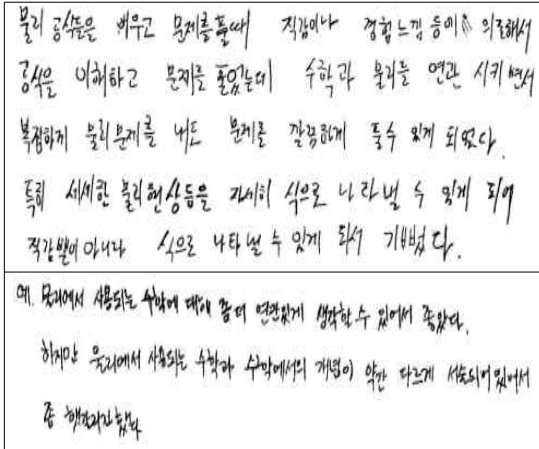 물리 공식들을 배우고 문제를 풀때 직감이나 경험 느낌 등에 의존해서
공식을 이해하고 문제를 풀었는데 수학과 물리를 연관 시키면서
복잡하게 물리문제를 내도 문제를 깔끔하게 풀수 있게 되었다.
특히 세세한 물리현상들을 자세히 식으로 나타낼 수 있게 되어
직감뿐이 아니라 식으로 나타낼 수 있게 되서 기뻤다.
예. 물리에서 사용되는 수학에 대해 좀더 연관있게 생각할 수 있어서 좋았다.
하지만 물리에서 사용되는 수학과 수학에서의 개념이 약간 다르게 서술되어있어서
좀 헷갈리긴했다